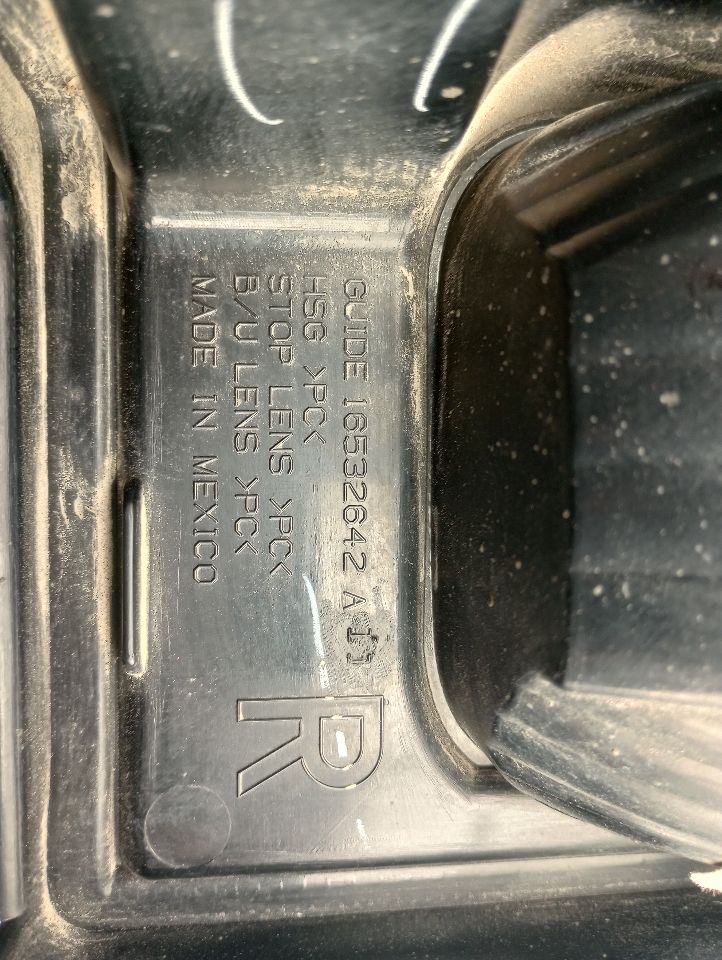 GUIDE 16532642 A
HSG >PC<
STOP LENS >PC<
B/U LENS >PC<
MADE IN MEXICO
R